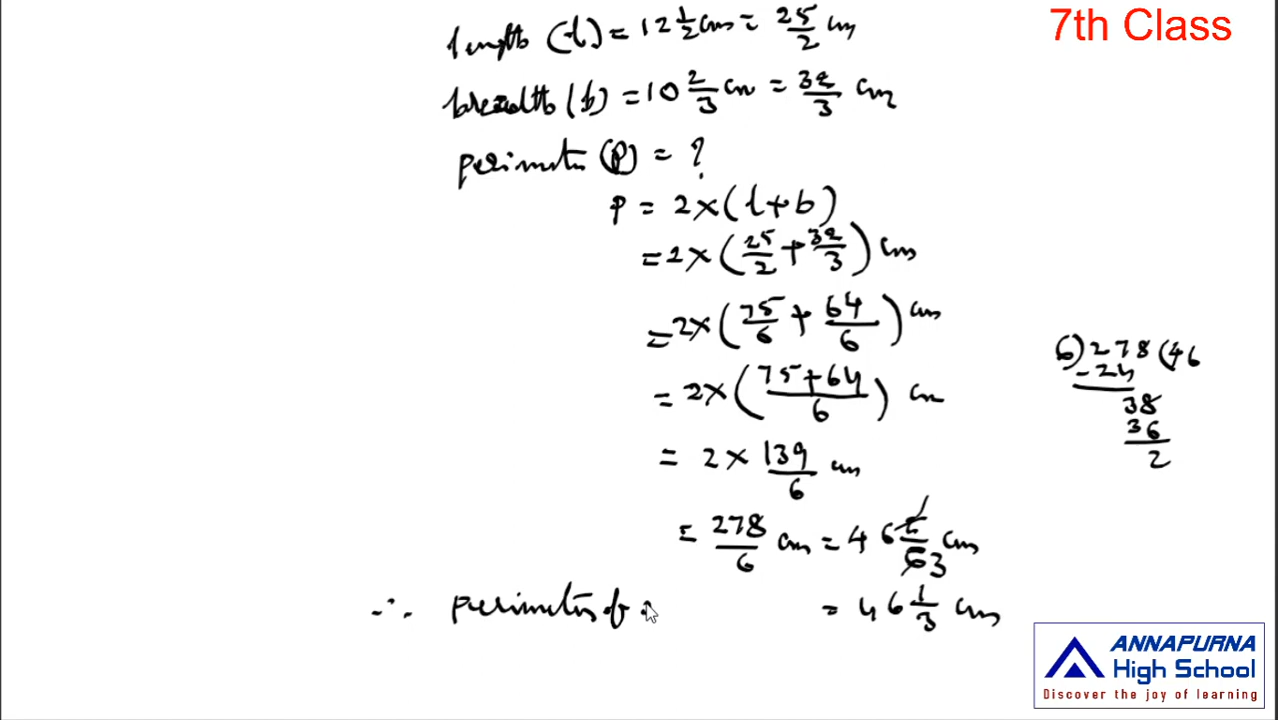 7th Class
length (l) = 12 1/2 cm = 25/2 cm
breadth (b) = 10 2/3 cm = 32/3 cm
perimeter (P) = ?
P = 2×(l+b)
= 2×(25/2 + 32/3) cm
= 2×(75/6 + 64/6) cm
= 2×(75+64/6) cm
= 2 × 139/6 cm
= 278/6 cm = 46 2/6 1/3 cm
∴ perimeter of = 46 1/3 cm
6)278(46
-24
38
36
2
ANNAPURNA
High School
Discover the joy of learning